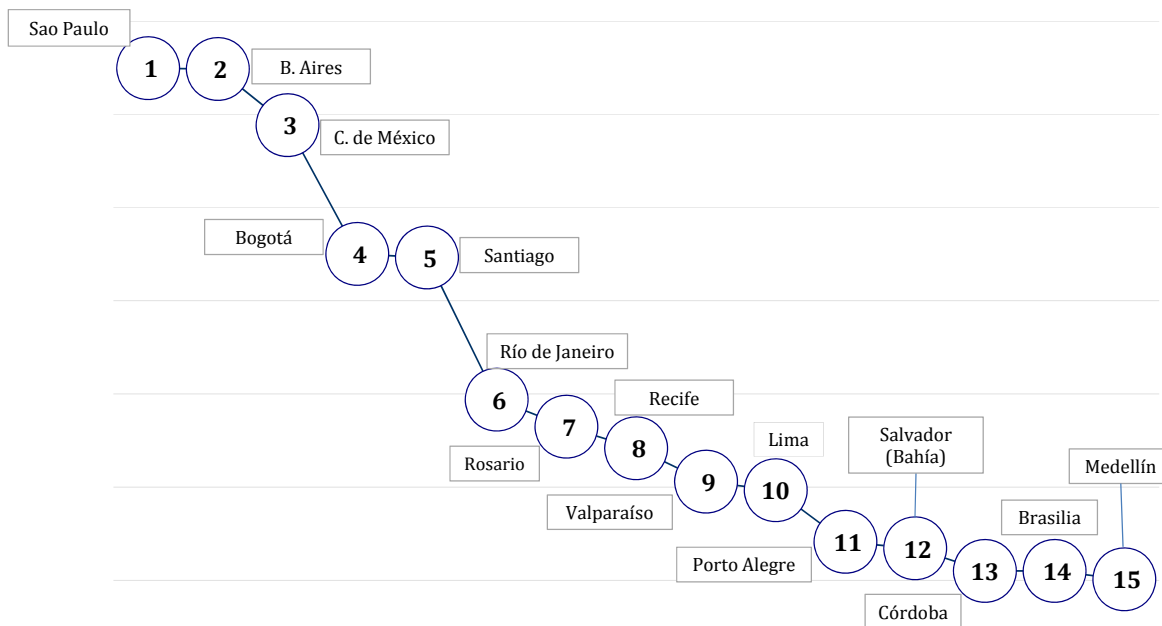 Sao Paulo
1
2
B. Aires
3
C. de México
Bogotá
4
5
Santiago
Río de Janeiro
6
Rosario
7
Recife
8
Valparaíso
9
Lima
10
Porto Alegre
11
Salvador
(Bahía)
12
Córdoba
13
Brasilia
14
Medellín
15